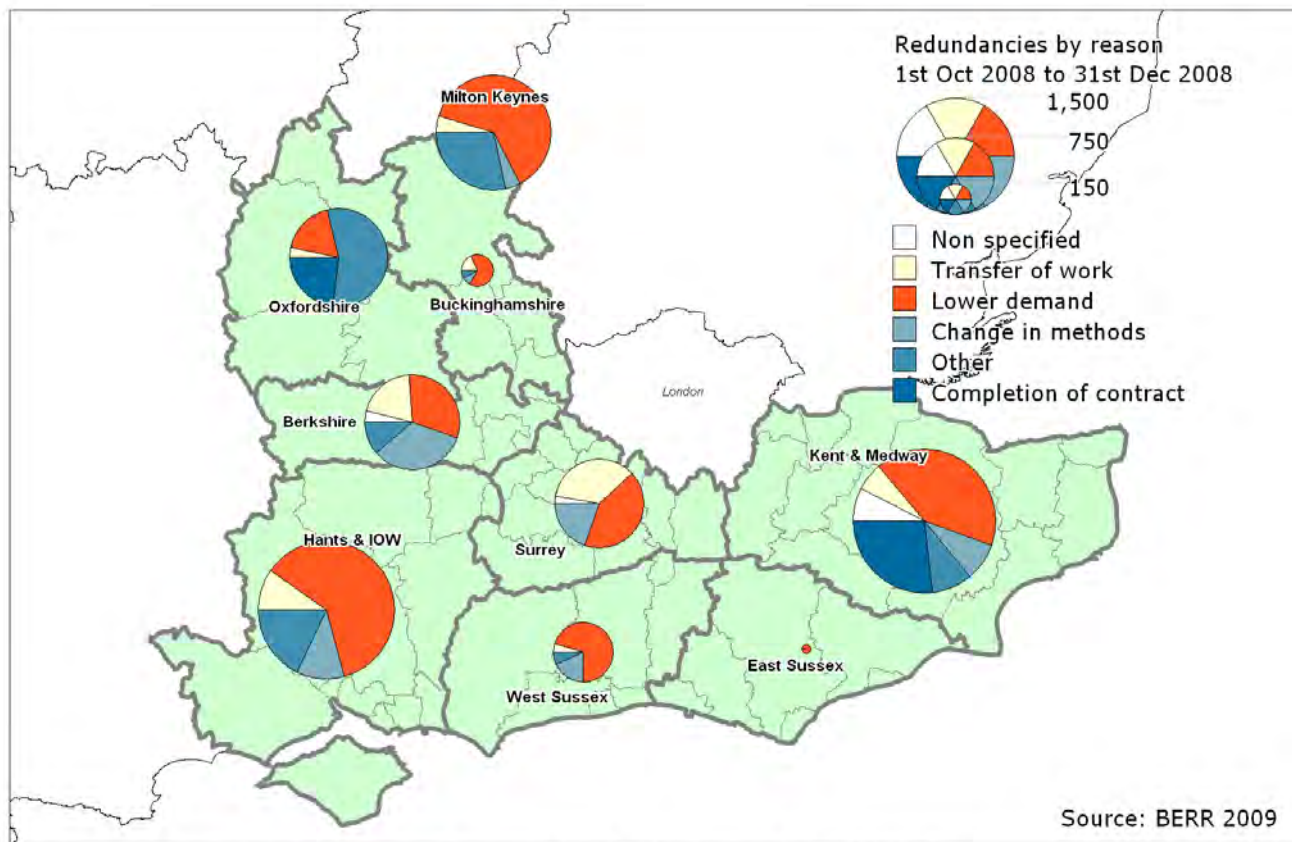 Redundancies by reason
1st Oct 2008 to 31st Dec 2008
1,500
750
150
Non specified
Transfer of work
Lower demand
Change in methods
Other
Completion of contract
Milton Keynes
Oxfordshire
Buckinghamshire
London
Berkshire
Kent & Medway
Hants & IOW
Surrey
West Sussex
East Sussex
Source: BERR 2009